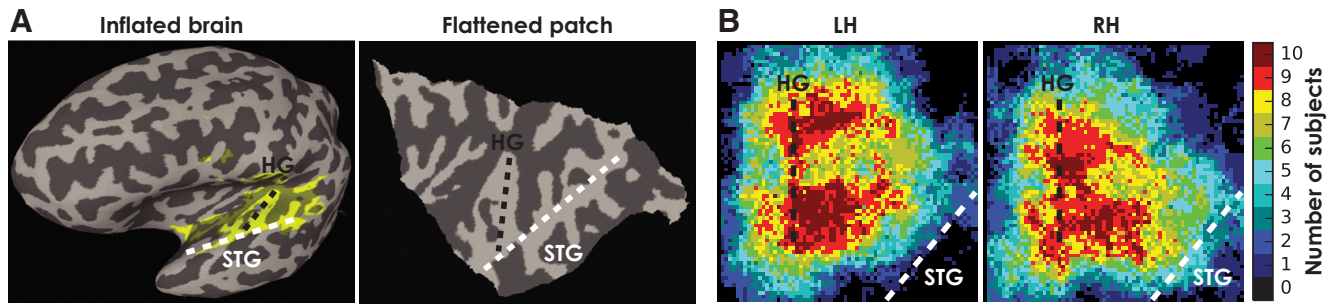 A
Inflated brain
Flattened patch
HG
STG
HG
STG
B
LH
RH
HG
STG
HG
STG
10
9
8
7
6
5
4
3
2
1
0
Number of subjects